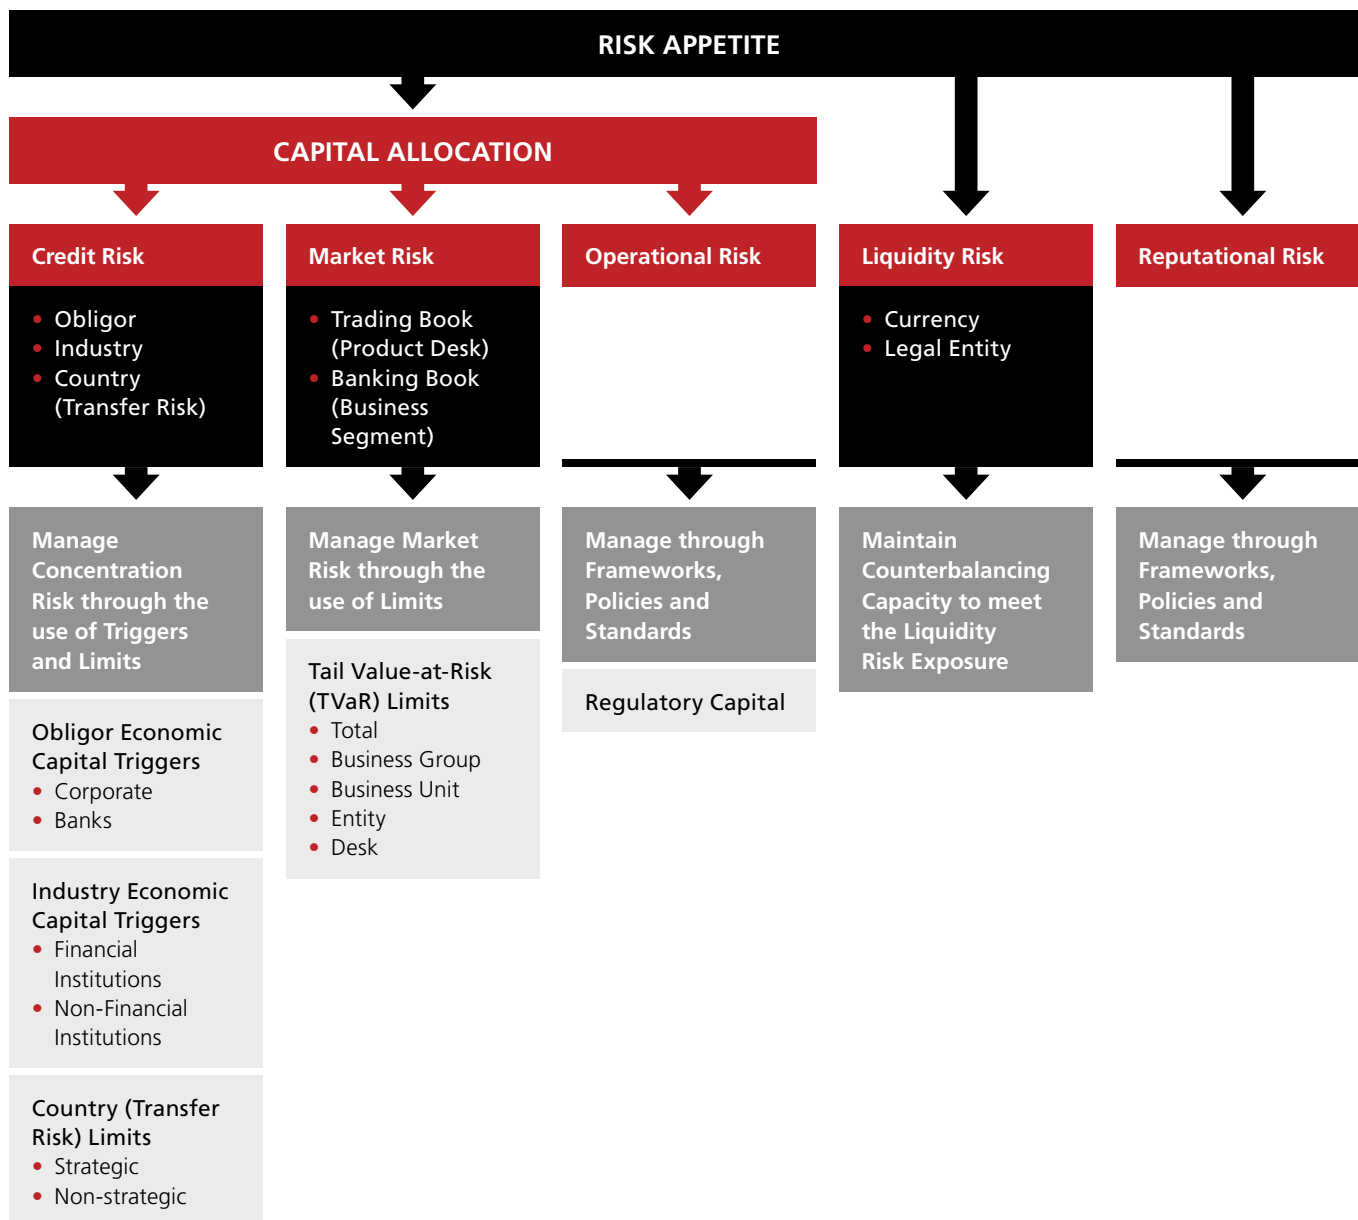 RISK APPETITE
CAPITAL ALLOCATION
Credit Risk
• Obligor
• Industry
• Country
(Transfer Risk)
Manage
Concentration
Risk through the
use of Triggers
and Limits
Obligor Economic
Capital Triggers
• Corporate
• Banks
Industry Economic
Capital Triggers
• Financial
Institutions
• Non-Financial
Institutions
Country (Transfer
Risk) Limits
• Strategic
• Non-strategic
Market Risk
• Trading Book
(Product Desk)
• Banking Book
(Business
Segment)
Manage Market
Risk through the
use of Limits
Tail Value-at-Risk
(TVaR) Limits
• Total
• Business Group
• Business Unit
• Entity
• Desk
Operational Risk
Manage through
Frameworks,
Policies and
Standards
Regulatory Capital
Liquidity Risk
• Currency
• Legal Entity
Maintain
Counterbalancing
Capacity to meet
the Liquidity
Risk Exposure
Reputational Risk
Manage through
Frameworks,
Policies and
Standards